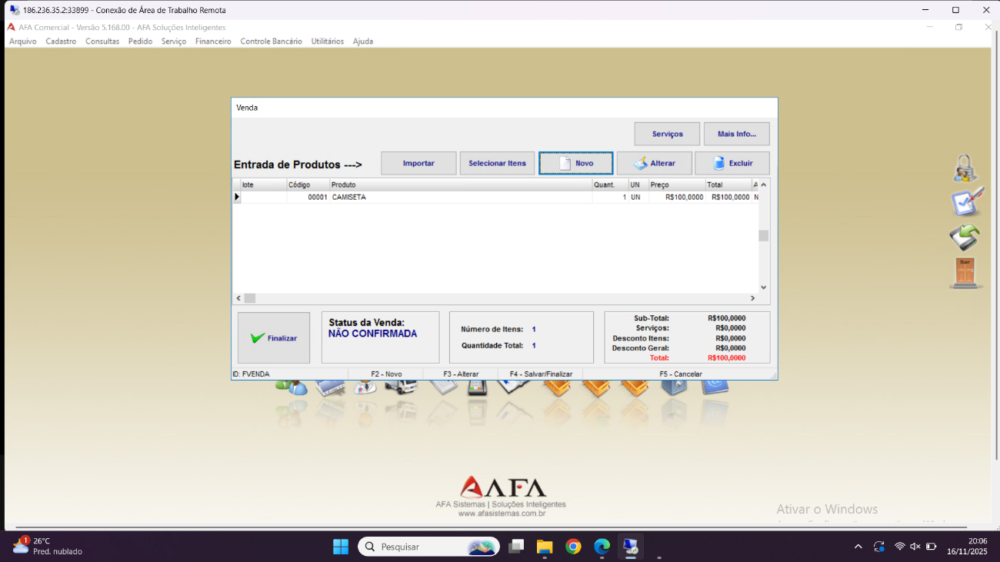 186.236.35.2:33899 - Conexão de Área de Trabalho Remota
AFA Comercial - Versão 5.168.00 - AFA Soluções Inteligentes
Arquivo Cadastro Consultas Pedido Serviço Financeiro Controle Bancário Utilitários Ajuda
Venda
Serviços Mais Info...
Entrada de Produtos ---> Importar Selecionar Itens Novo Alterar Excluir
lote Código Produto Quant. UN Preço Total A
00001 CAMISETA 1 UN R$100,0000 R$100,0000 N
Finalizar
Status da Venda:
NÃO CONFIRMADA
Número de Itens: 1
Quantidade Total: 1
Sub-Total: R$100,0000
Serviços: R$0,0000
Desconto Itens: R$0,0000
Desconto Geral: R$0,0000
Total: R$100,0000
ID: FVENDA F2 - Novo F3 - Alterar F4 - Salvar/Finalizar F5 - Cancelar
Sair
AFA
AFA Sistemas | Soluções Inteligentes
www.afasistemas.com.br
Ativar o Windows
1
26°C
Pred. nublado
Pesquisar
20:06
16/11/2025